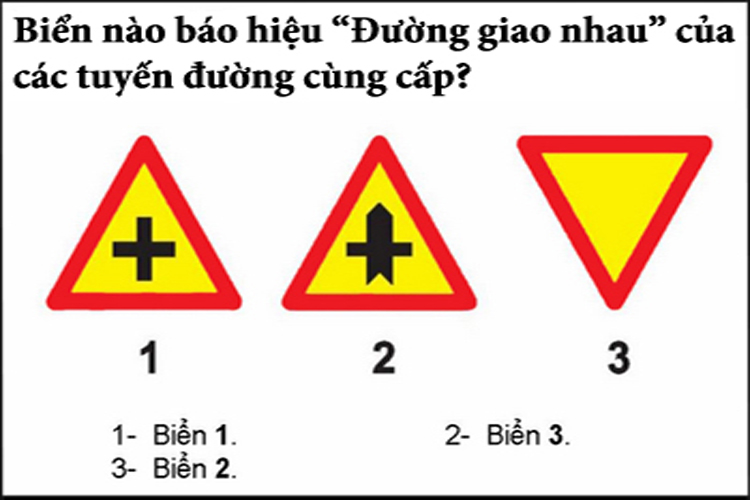 Biển nào báo hiệu “Đường giao nhau” của
các tuyến đường cùng cấp?
1 2 3
1- Biển 1. 2- Biển 3.
3- Biển 2.